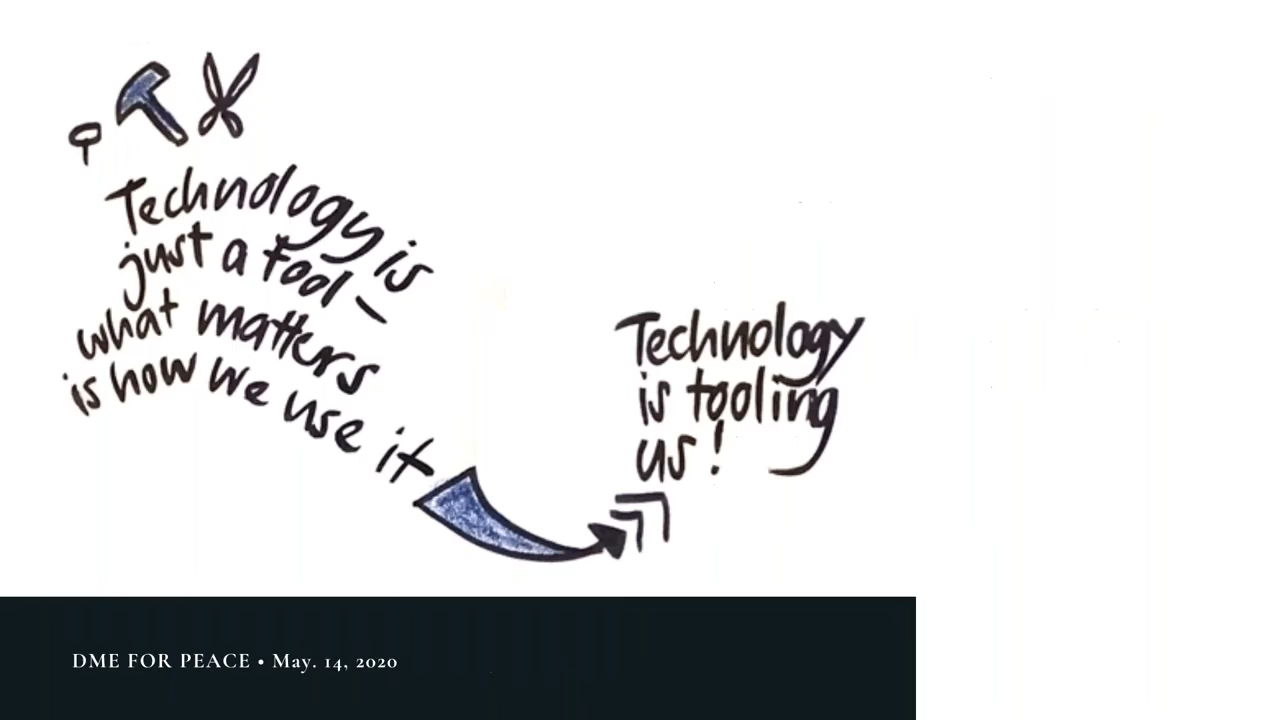 Technology is
just a tool –
what matters
is how we use it
Technology
is tooling
us!
DME FOR PEACE • May. 14, 2020